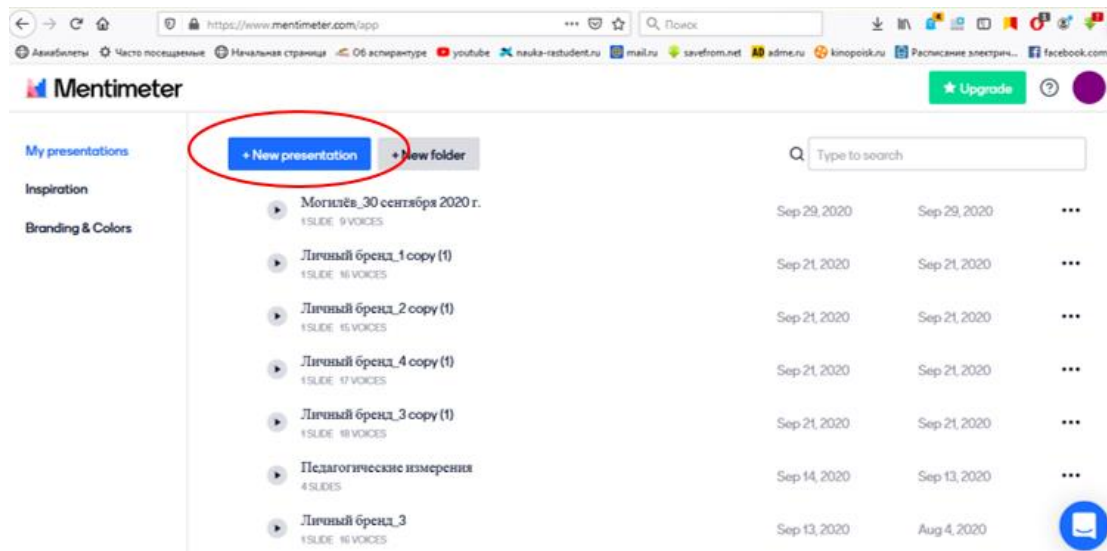 https://www.mentimeter.com/app
Поиск
Авиабилеты Часто посещаемые Начальная страница Об аспирантуре youtube nauka-rastudent.ru mail.ru savefrom.net adme.ru kinopoisk.ru Расписание электрич... facebook.com
Mentimeter
Upgrade
My presentations
+ New presentation
+ New folder
Type to search
Inspiration
Branding & Colors
Могилёв_30 сентября 2020 г.
1 SLIDE 9 VOICES
Sep 29, 2020 Sep 29, 2020
Личный бренд_1 copy (1)
1 SLIDE 16 VOICES
Sep 21, 2020 Sep 21, 2020
Личный бренд_2 copy (1)
1 SLIDE 15 VOICES
Sep 21, 2020 Sep 21, 2020
Личный бренд_4 copy (1)
1 SLIDE 17 VOICES
Sep 21, 2020 Sep 21, 2020
Личный бренд_3 copy (1)
1 SLIDE 18 VOICES
Sep 21, 2020 Sep 21, 2020
Педагогические измерения
4 SLIDES
Sep 14, 2020 Sep 13, 2020
Личный бренд_3
1 SLIDE 16 VOICES
Sep 13, 2020 Aug 4, 2020